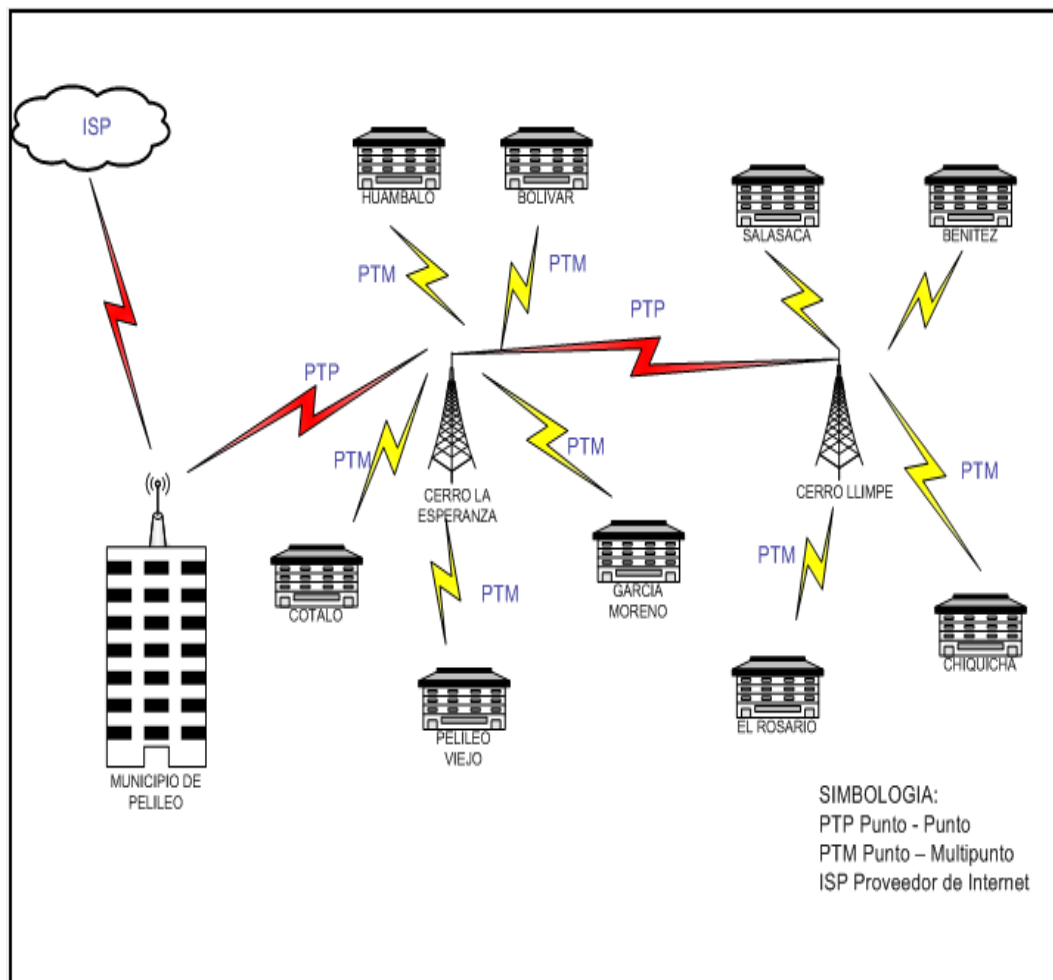 ISP
HUAMBALO
BOLIVAR
SALASACA
BENITEZ
PTM
PTM
PTP
PTP
PTM
PTM
PTM
CERRO LA
ESPERANZA
CERRO LLIMPE
PTM
PTM
COTALO
GARCIA
MORENO
CHIQUICHA
PELILEO
VIEJO
EL ROSARIO
MUNICIPIO DE
PELILEO
SIMBOLOGIA:
PTP Punto - Punto
PTM Punto – Multipunto
ISP Proveedor de Internet